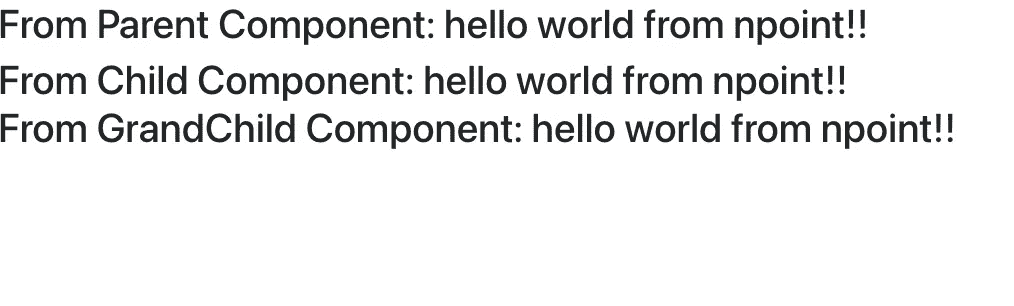 From Parent Component: hello world from npoint!!
From Child Component: hello world from npoint!!
From GrandChild Component: hello world from npoint!!